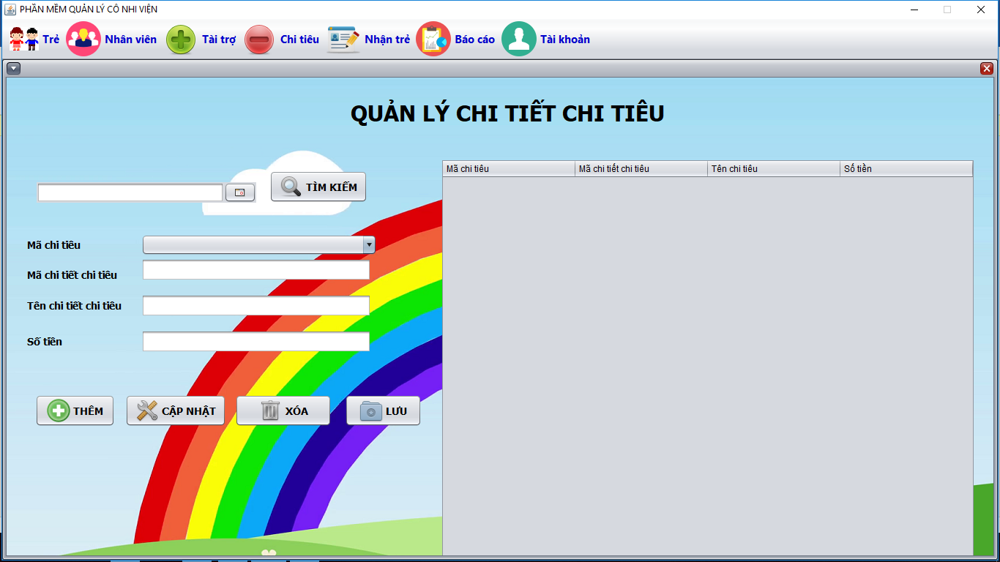 PHẦN MỀM QUẢN LÝ CÔ NHI VIỆN
Trẻ Nhân viên Tài trợ Chi tiêu Nhận trẻ Báo cáo Tài khoản
QUẢN LÝ CHI TIẾT CHI TIÊU
TÌM KIẾM
Mã chi tiêu
Mã chi tiết chi tiêu
Tên chi tiết chi tiêu
Số tiền
THÊM CẬP NHẬT XÓA LƯU
Mã chi tiêu Mã chi tiết chi tiêu Tên chi tiêu Số tiền